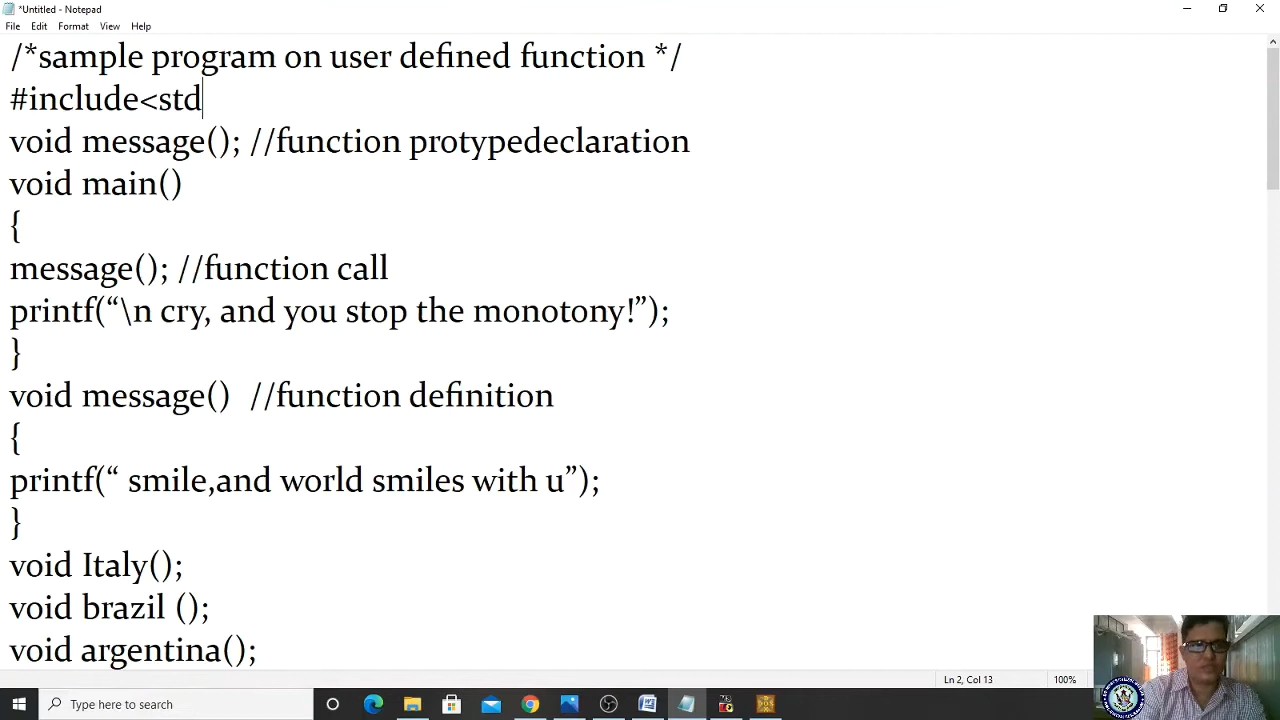 *Untitled - Notepad
File Edit Format View Help
/*sample program on user defined function */
#include<std
void message(); //function protypedeclaration
void main()
{
message(); //function call
printf(“\n cry, and you stop the monotony!”);
}
void message()  //function definition
{
printf(“ smile,and world smiles with u”);
}
void Italy();
void brazil ();
void argentina();
Ln 2, Col 13 100%
Type here to search